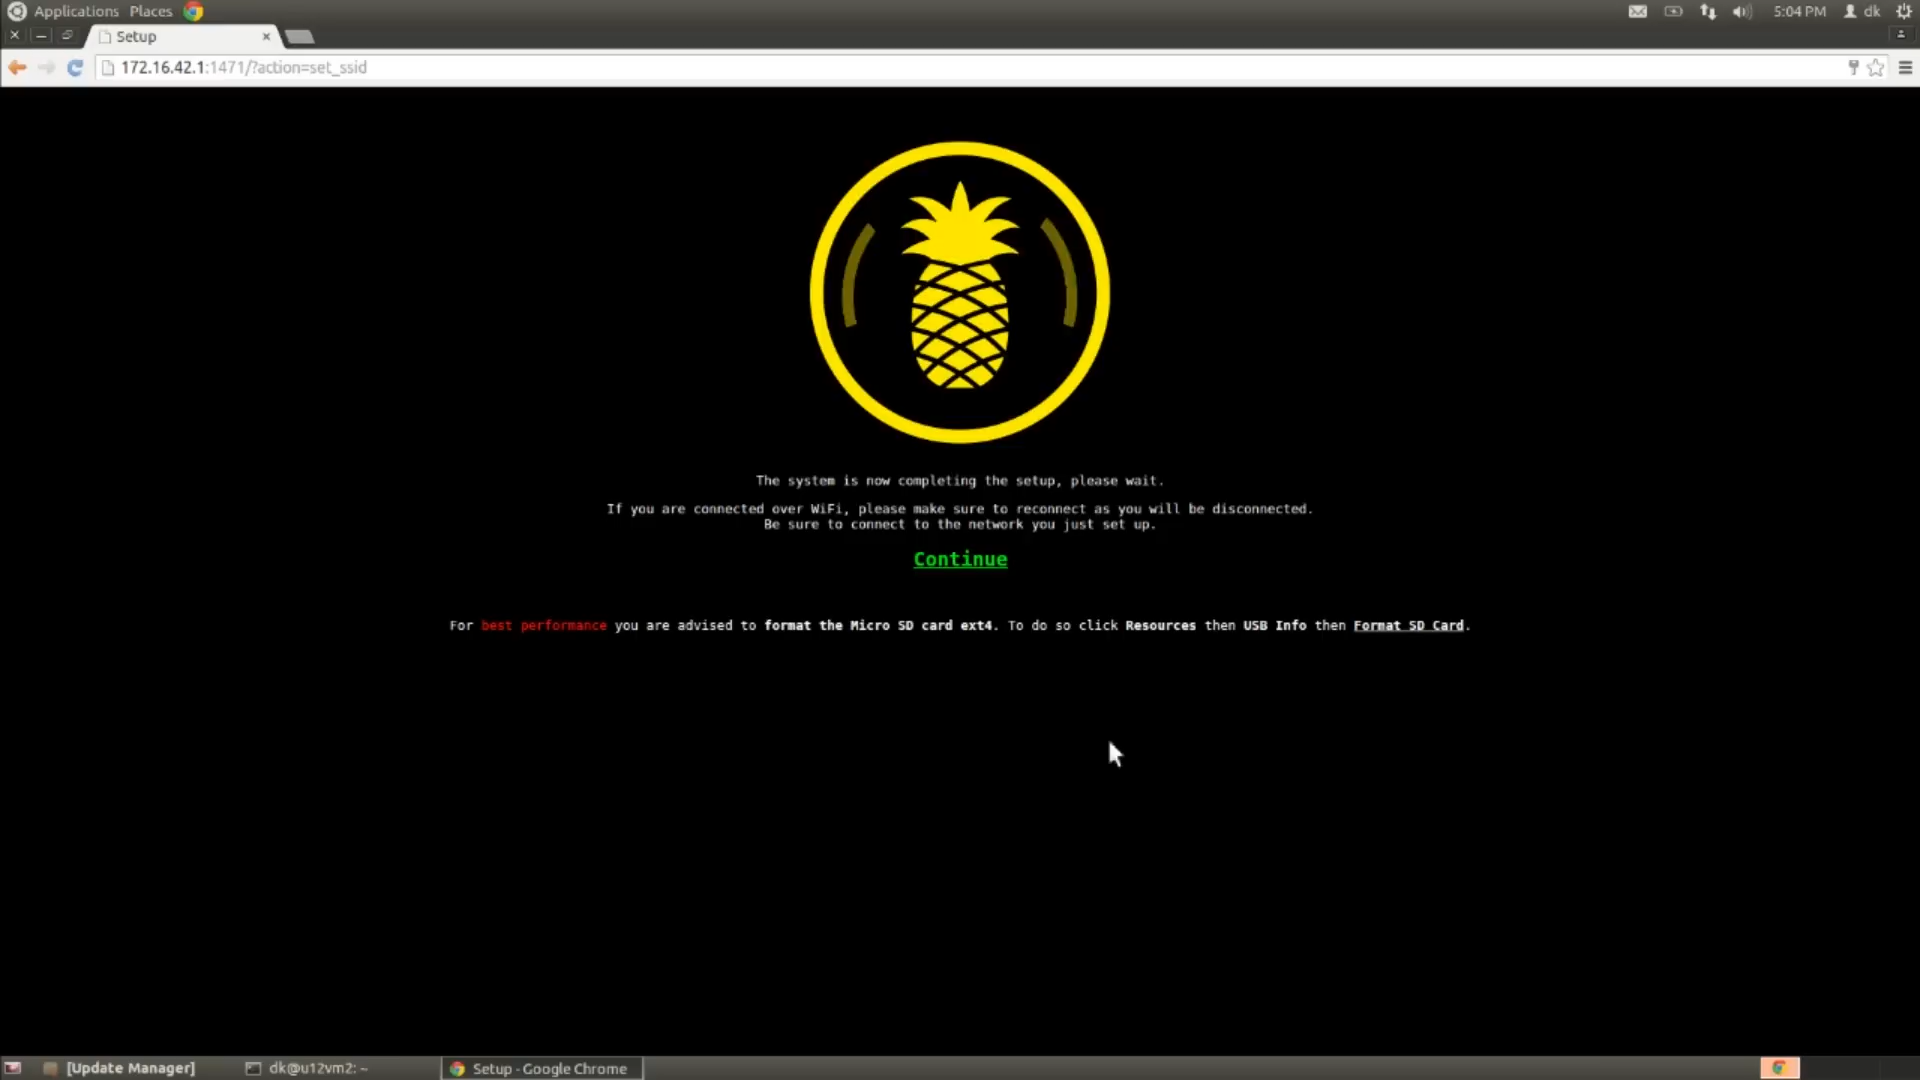 Applications Places
5:04 PM dk
Setup
172.16.42.1:1471/?action=set_ssid
The system is now completing the setup, please wait.
If you are connected over WiFi, please make sure to reconnect as you will be disconnected.
Be sure to connect to the network you just set up.
Continue
For best performance you are advised to format the Micro SD card ext4. To do so click Resources then USB Info then Format SD Card.
[Update Manager]
dk@u12vm2: ~
Setup - Google Chrome